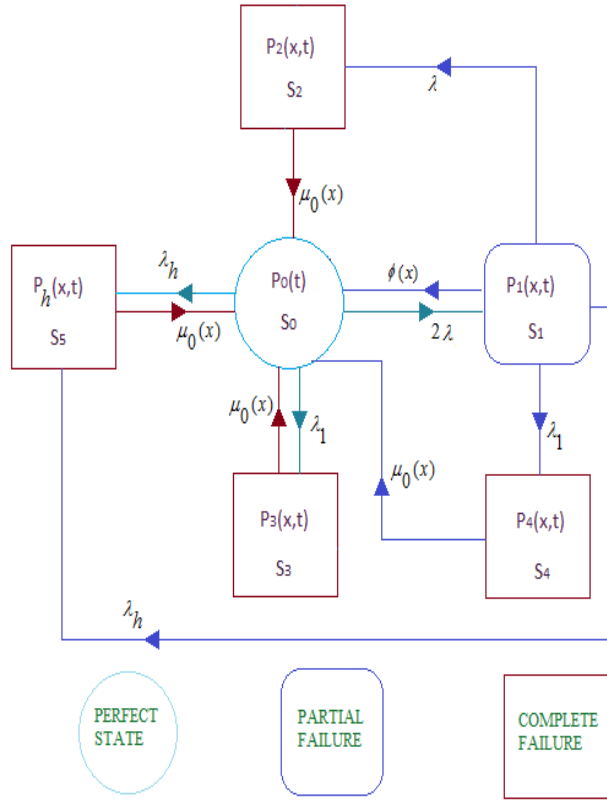 P2(x,t)
S2
λ
μ0(x)
λh
P0(t)
S0
ϕ(x)
P1(x,t)
S1
Ph(x,t)
S5
μ0(x)
2λ
μ0(x)
λ1
λ1
μ0(x)
P3(x,t)
S3
P4(x,t)
S4
λh
PERFECT
STATE
PARTIAL
FAILURE
COMPLETE
FAILURE